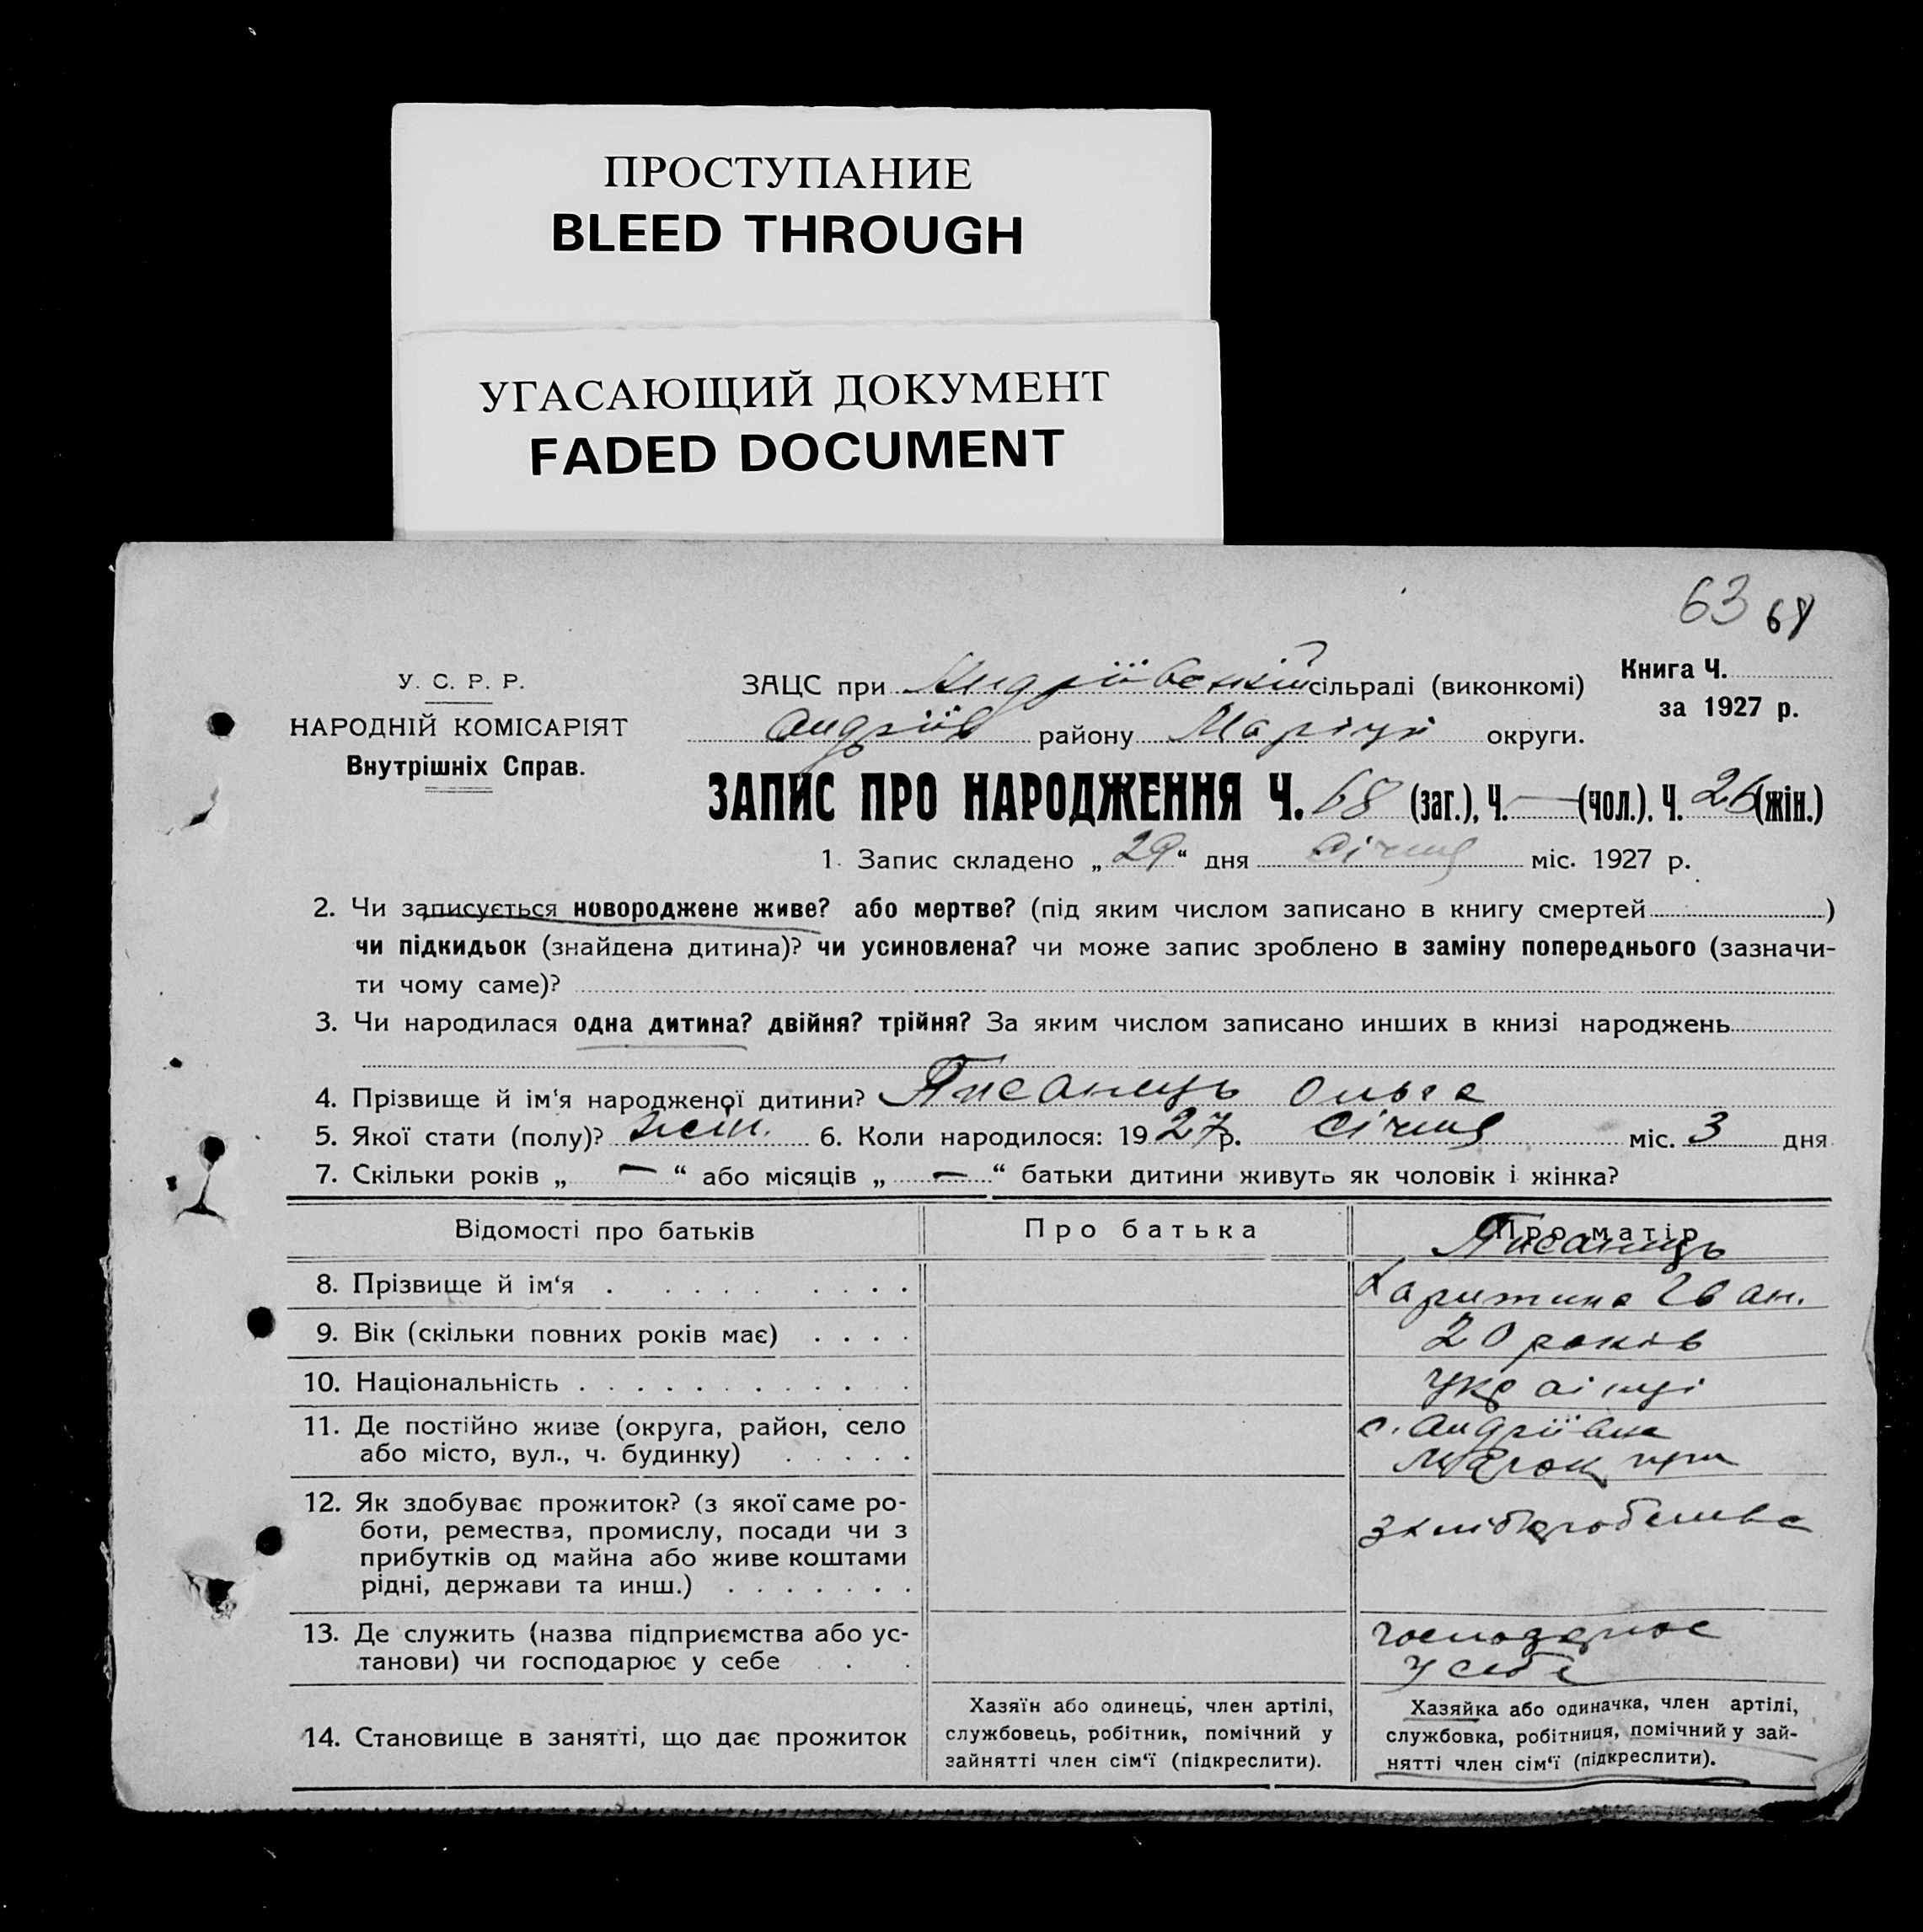 ПРОСТУПАНИЕ
BLEED THROUGH
УГАСАЮЩИЙ ДОКУМЕНТ
FADED DOCUMENT
63 68
У. С. Р. Р.
НАРОДНІЙ КОМІСАРІЯТ
Внутрішніх Справ.
ЗАЦС при Андріївській сільраді (виконкомі)
Книга Ч.
за 1927 р.
Андріїв району Маріуп округи.
ЗАПИС ПРО НАРОДЖЕННЯ Ч. 68 (заг.), Ч. — (чол.). Ч. 26 (жін.)
1. Запис складено „ 29 “ дня Січня міс. 1927 р.
2. Чи записується новороджене живе? або мертве? (під яким числом записано в книгу смертей)
чи підкидьок (знайдена дитина)? чи усиновлена? чи може запис зроблено в заміну попереднього (зазначи-
ти чому саме)?
3. Чи народилася одна дитина? двійня? трійня? За яким числом записано инших в книзі народжень
4. Прізвище й ім‘я народженої дитини? Писанець Ольга
5. Якої стати (полу)? жін. 6. Коли народилося: 1927 р. Січня міс. 3 дня
7. Скільки років „ — “ або місяців „ — “ батьки дитини живуть як чоловік і жінка?
Відомості про батьків
Про батька
Про матір
Писанець
8. Прізвище й ім‘я . . . . . . . . .
Харитина Іван.
9. Вік (скільки повних років має) . . . .
20 років
10. Національність . . . . . . . . . . . .
11. Де постійно живе (округа, район, село
або місто, вул., ч. будинку) . . . . .
с. Андріївка
12. Як здобуває прожиток? (з якої саме ро-
боти, ремества, промислу, посади чи з
прибутків од майна або живе коштами
рідні, держави та инш.) . . . . . . .
з хліборобства
13. Де служить (назва підприємства або ус-
танови) чи господарює у себе . .
господарює
у себе
14. Становище в занятті, що дає прожиток
Хазяїн або одинець, член артілі,
службовець, робітник, помічний у
зайнятті член сім‘ї (підкреслити).
Хазяйка або одиначка, член артілі,
службовка, робітниця, помічний у зай-
нятті член сім‘ї (підкреслити).